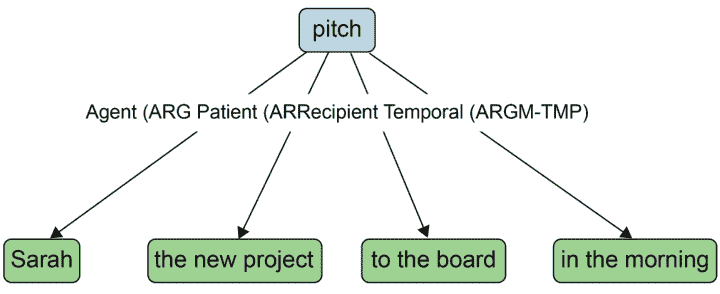 pitch
Agent (ARG Patient (ARRecipient Temporal (ARGM-TMP)
Sarah
the new project
to the board
in the morning